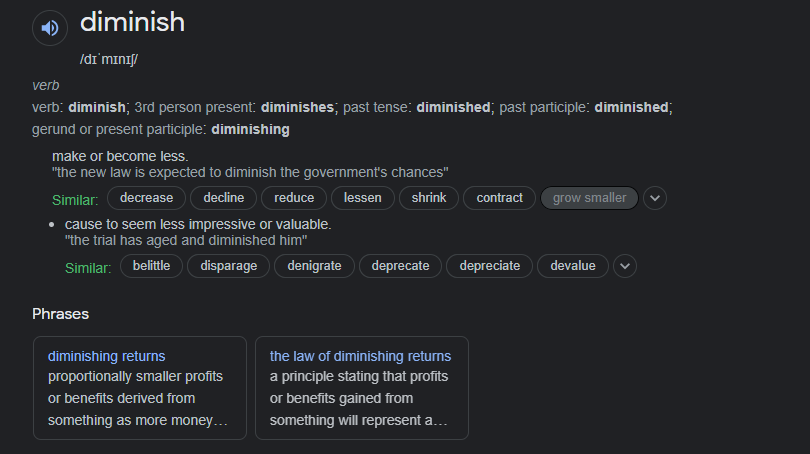 diminish
/dɪˈmɪnɪʃ/
verb
verb: diminish; 3rd person present: diminishes; past tense: diminished; past participle: diminished;
gerund or present participle: diminishing
make or become less.
"the new law is expected to diminish the government's chances"
Similar: decrease decline reduce lessen shrink contract grow smaller
cause to seem less impressive or valuable.
"the trial has aged and diminished him"
Similar: belittle disparage denigrate deprecate depreciate devalue
Phrases
diminishing returns
proportionally smaller profits
or benefits derived from
something as more money…
the law of diminishing returns
a principle stating that profits
or benefits gained from
something will represent a…